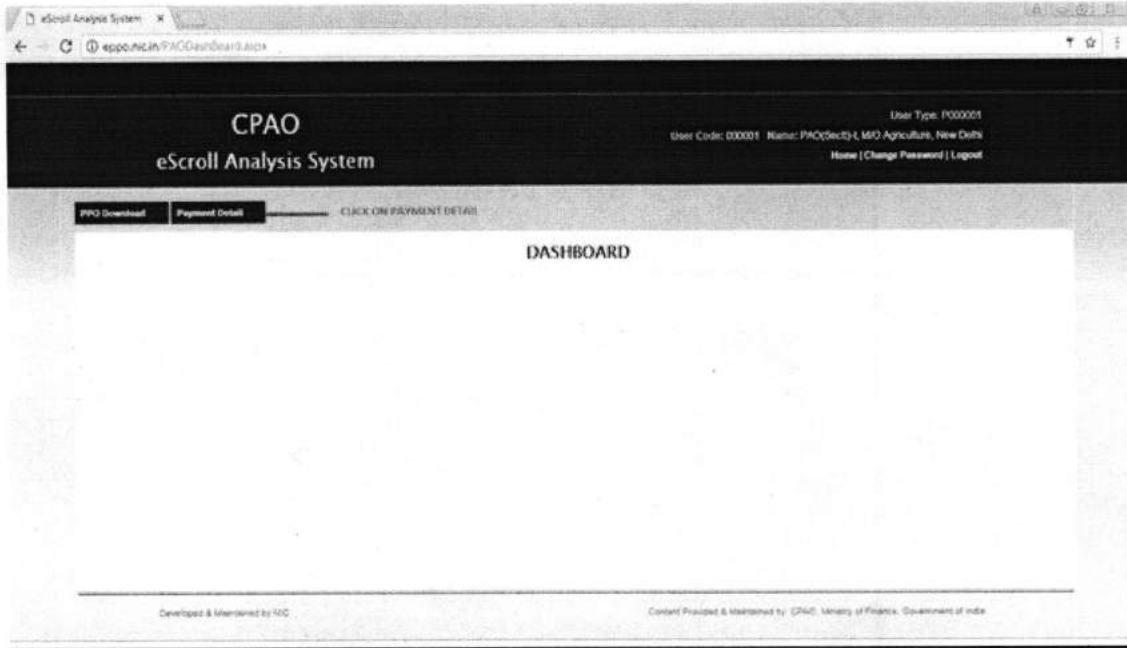 eScroll Analysis System
eppo.nic.in/PAODashBoard.aspx
CPAO
eScroll Analysis System
User Type: P000001
User Code: 000001 Name: PAO(Sectt)-I, M/O Agriculture, New Delhi
Home | Change Password | Logout
PPO Download Payment Detail CLICK ON PAYMENT DETAIL
DASHBOARD
Developed & Maintained by NIC
Content Provided & Maintained by: CPAO, Ministry of Finance, Government of India